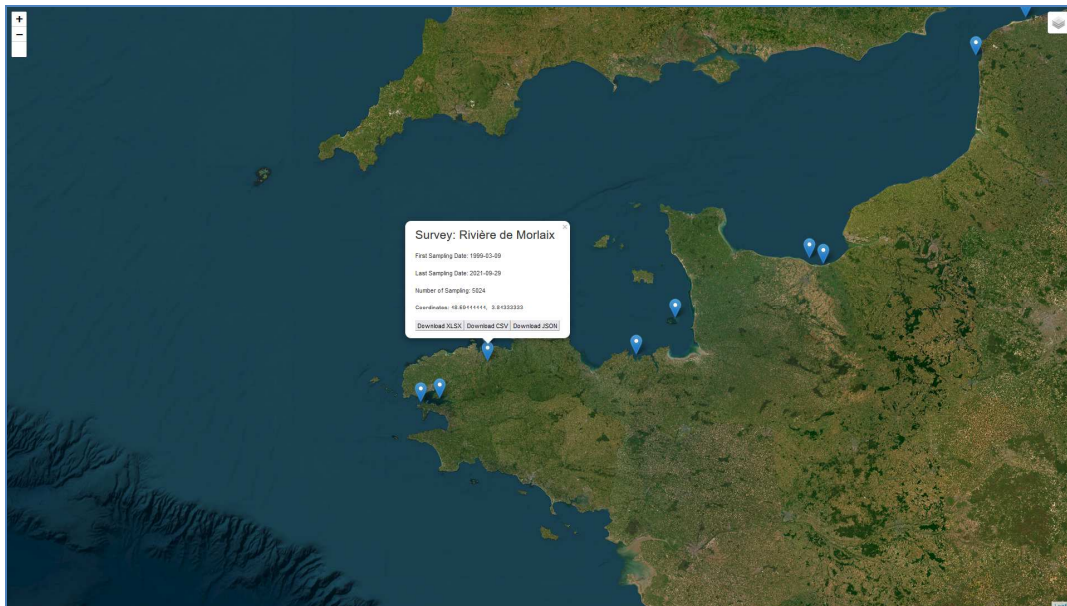 +
−
Survey: Rivière de Morlaix
×
First Sampling Date: 1999-03-09
Last Sampling Date: 2021-09-29
Number of Sampling: 5024
Coordinates:
Download XLSX Download CSV Download JSON